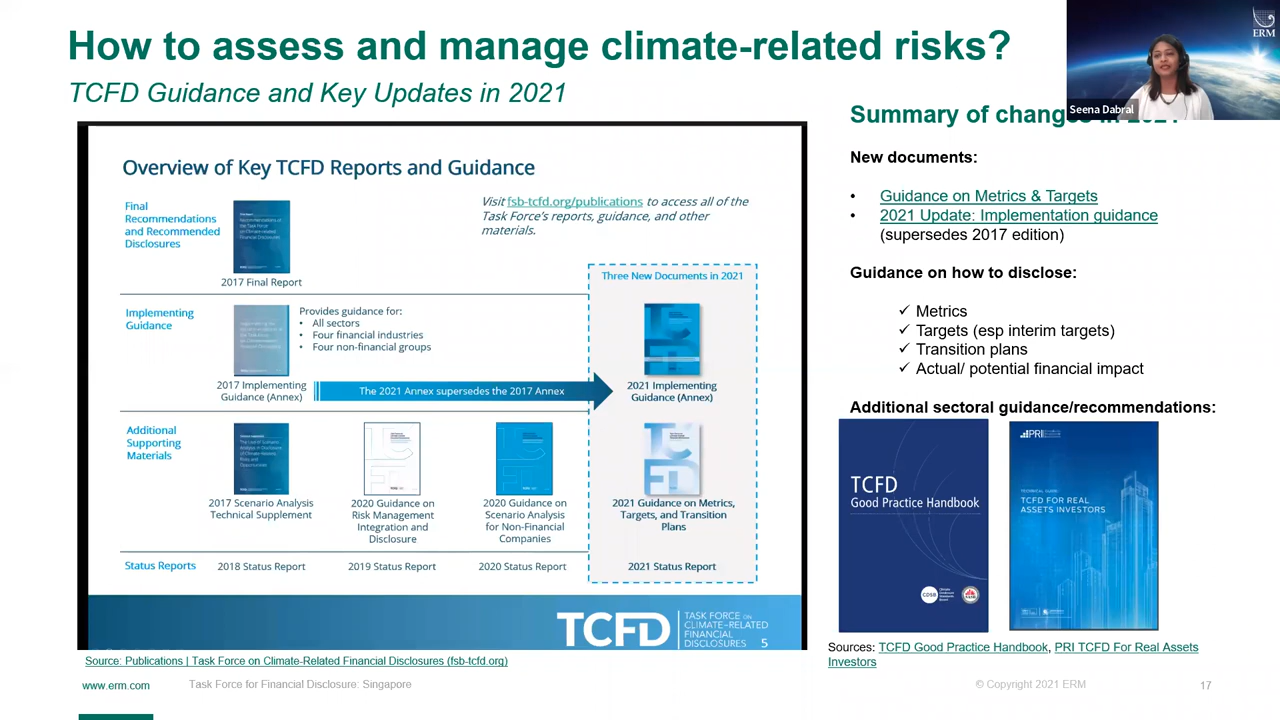 How to assess and manage climate-related risks?
TCFD Guidance and Key Updates in 2021
ERM
Seena Dabral
Overview of Key TCFD Reports and Guidance
Final
Recommendations
and Recommended
Disclosures
2017 Final Report
Visit fsb-tcfd.org/publications to access all of the
Task Force's reports, guidance, and other
materials.
Three New Documents in 2021
Implementing
Guidance
Provides guidance for:
• All sectors
• Four financial industries
• Four non-financial groups
2017 Implementing
Guidance (Annex)
The 2021 Annex supersedes the 2017 Annex
2021 Implementing
Guidance (Annex)
Additional
Supporting
Materials
2017 Scenario Analysis
Technical Supplement
2020 Guidance on
Risk Management
Integration and
Disclosure
2020 Guidance on
Scenario Analysis
for Non-Financial
Companies
2021 Guidance on Metrics,
Targets, and Transition
Plans
Status Reports
2018 Status Report
2019 Status Report
2020 Status Report
2021 Status Report
TCFD
TASK FORCE ON
CLIMATE-RELATED
FINANCIAL
DISCLOSURES
5
Source: Publications | Task Force on Climate-Related Financial Disclosures (fsb-tcfd.org)
Summary of changes in 2021
New documents:
• Guidance on Metrics & Targets
• 2021 Update: Implementation guidance
(supersedes 2017 edition)
Guidance on how to disclose:
✓ Metrics
✓ Targets (esp interim targets)
✓ Transition plans
✓ Actual/ potential financial impact
Additional sectoral guidance/recommendations:
TCFD
Good Practice Handbook
CDSB
PRI
TECHNICAL GUIDE
TCFD FOR REAL
ASSETS INVESTORS
Sources: TCFD Good Practice Handbook, PRI TCFD For Real Assets
Investors
www.erm.com
Task Force for Financial Disclosure: Singapore
© Copyright 2021 ERM
17